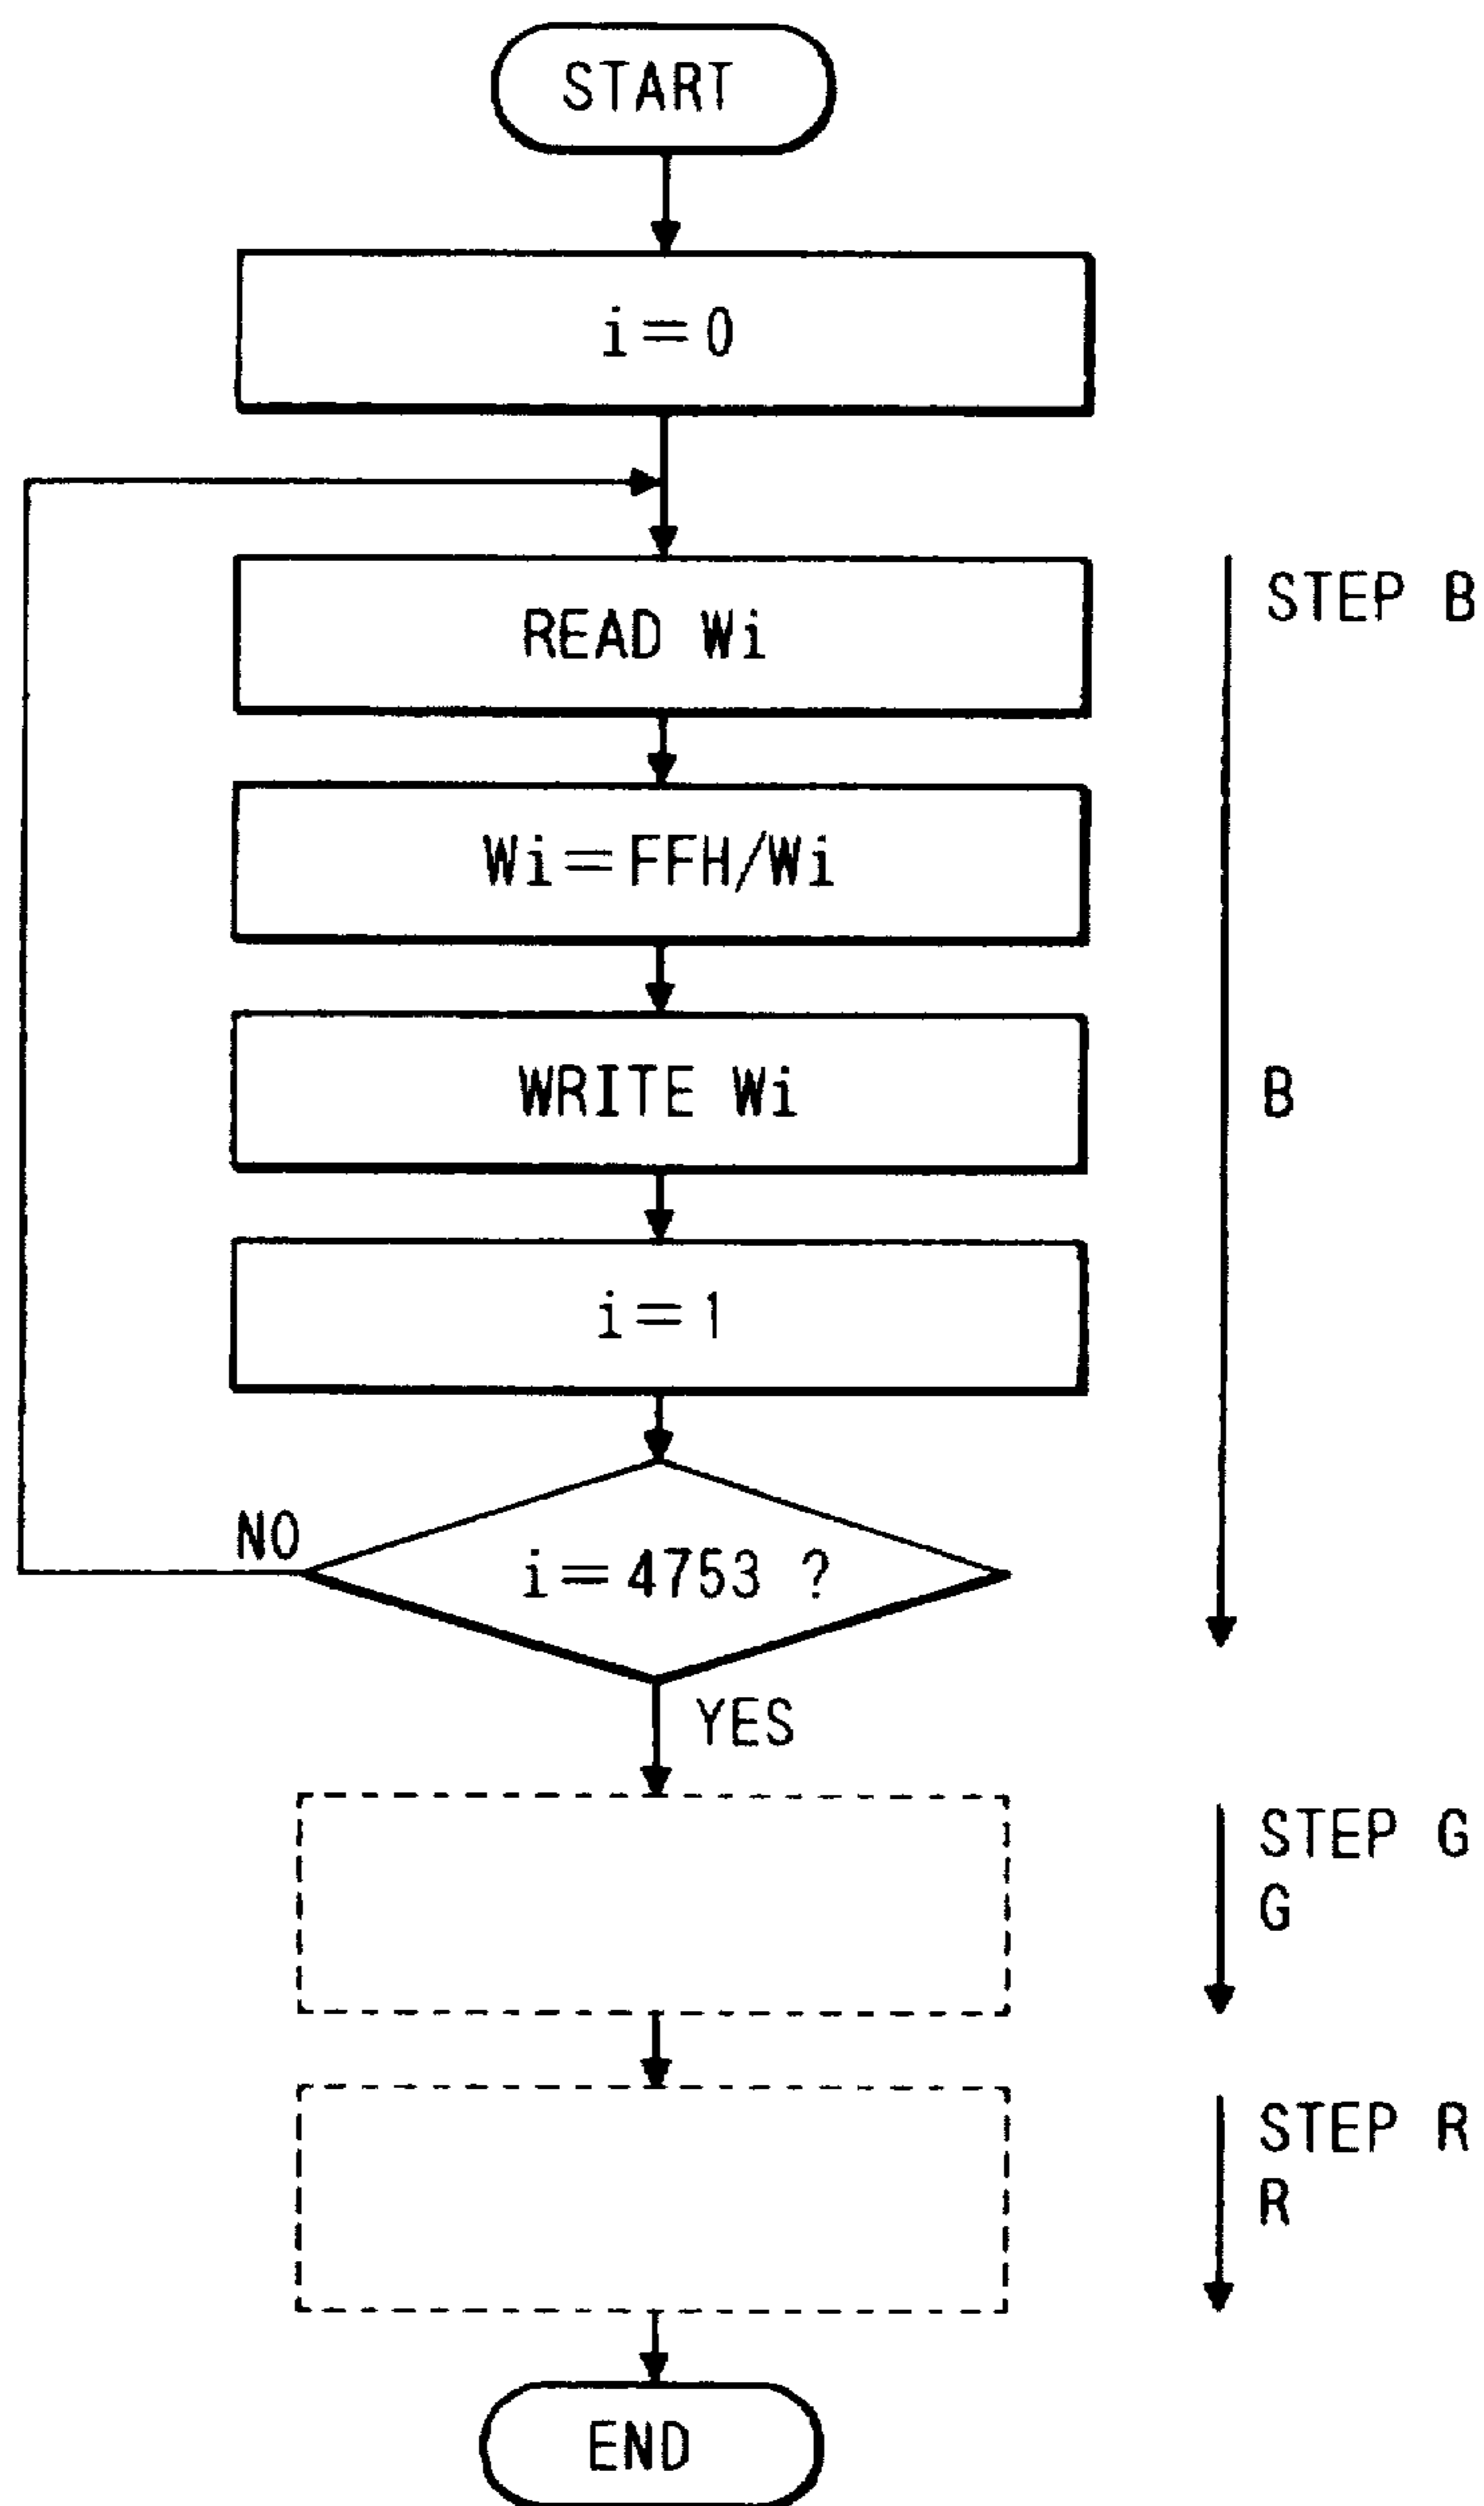 START
i=0
READ Wi
STEP B
Wi=FFH/Wi
WRITE Wi
B
i=1
NO
i=4753 ?
YES
STEP G
G
STEP R
R
END